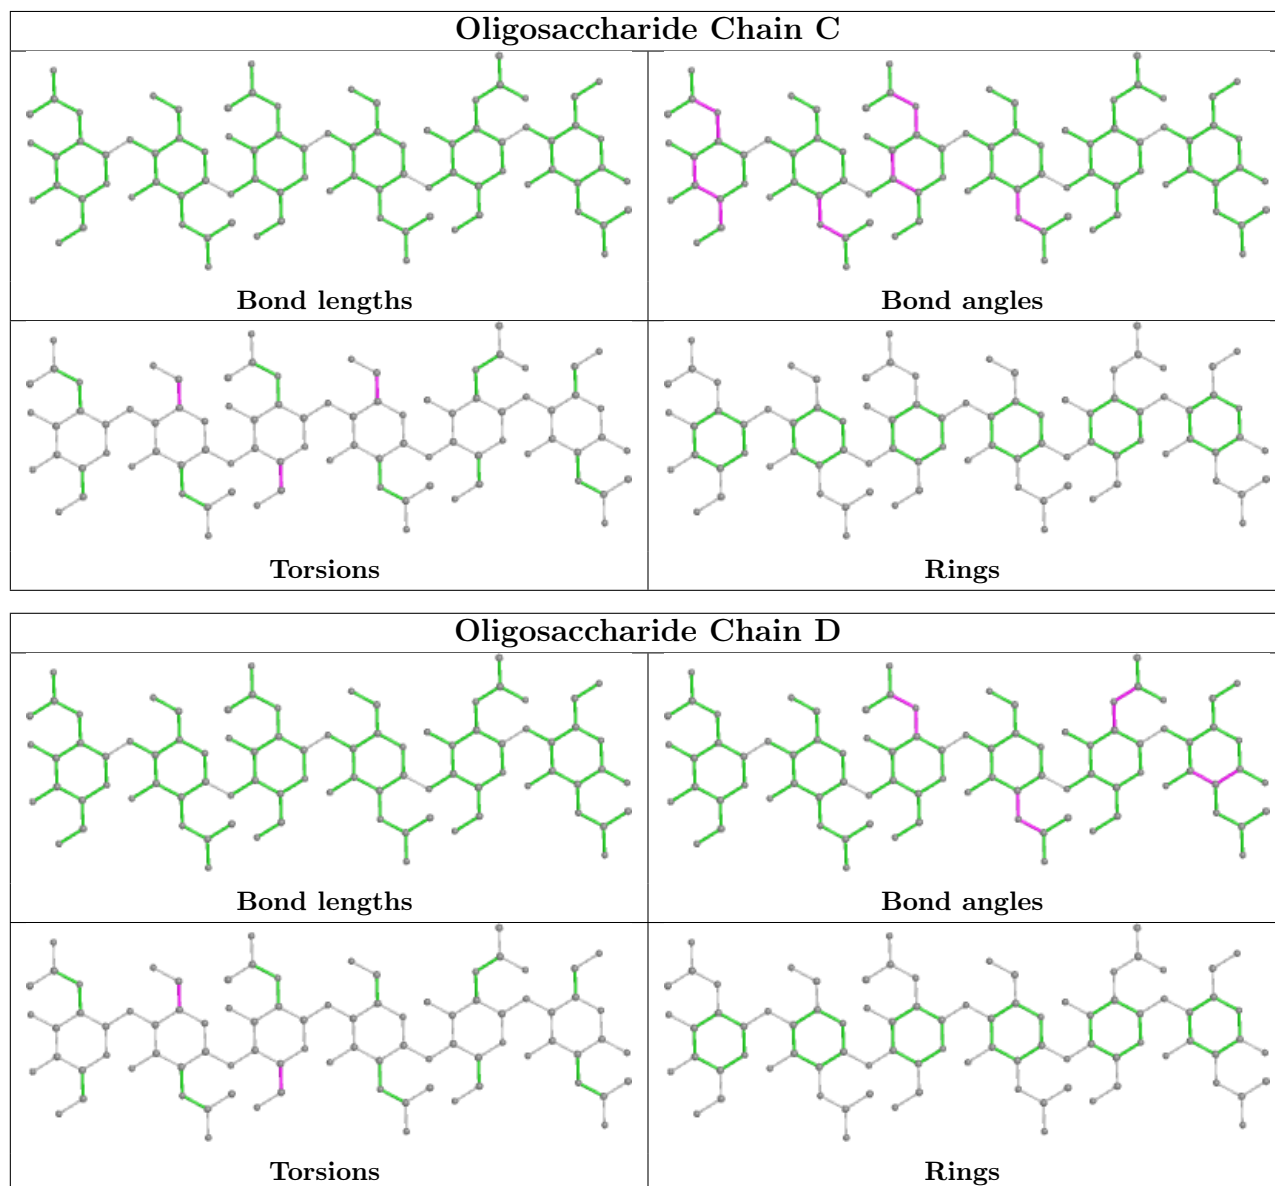 Oligosaccharide Chain C
Bond lengths
Bond angles
Torsions
Rings
Oligosaccharide Chain D
Bond lengths
Bond angles
Torsions
Rings